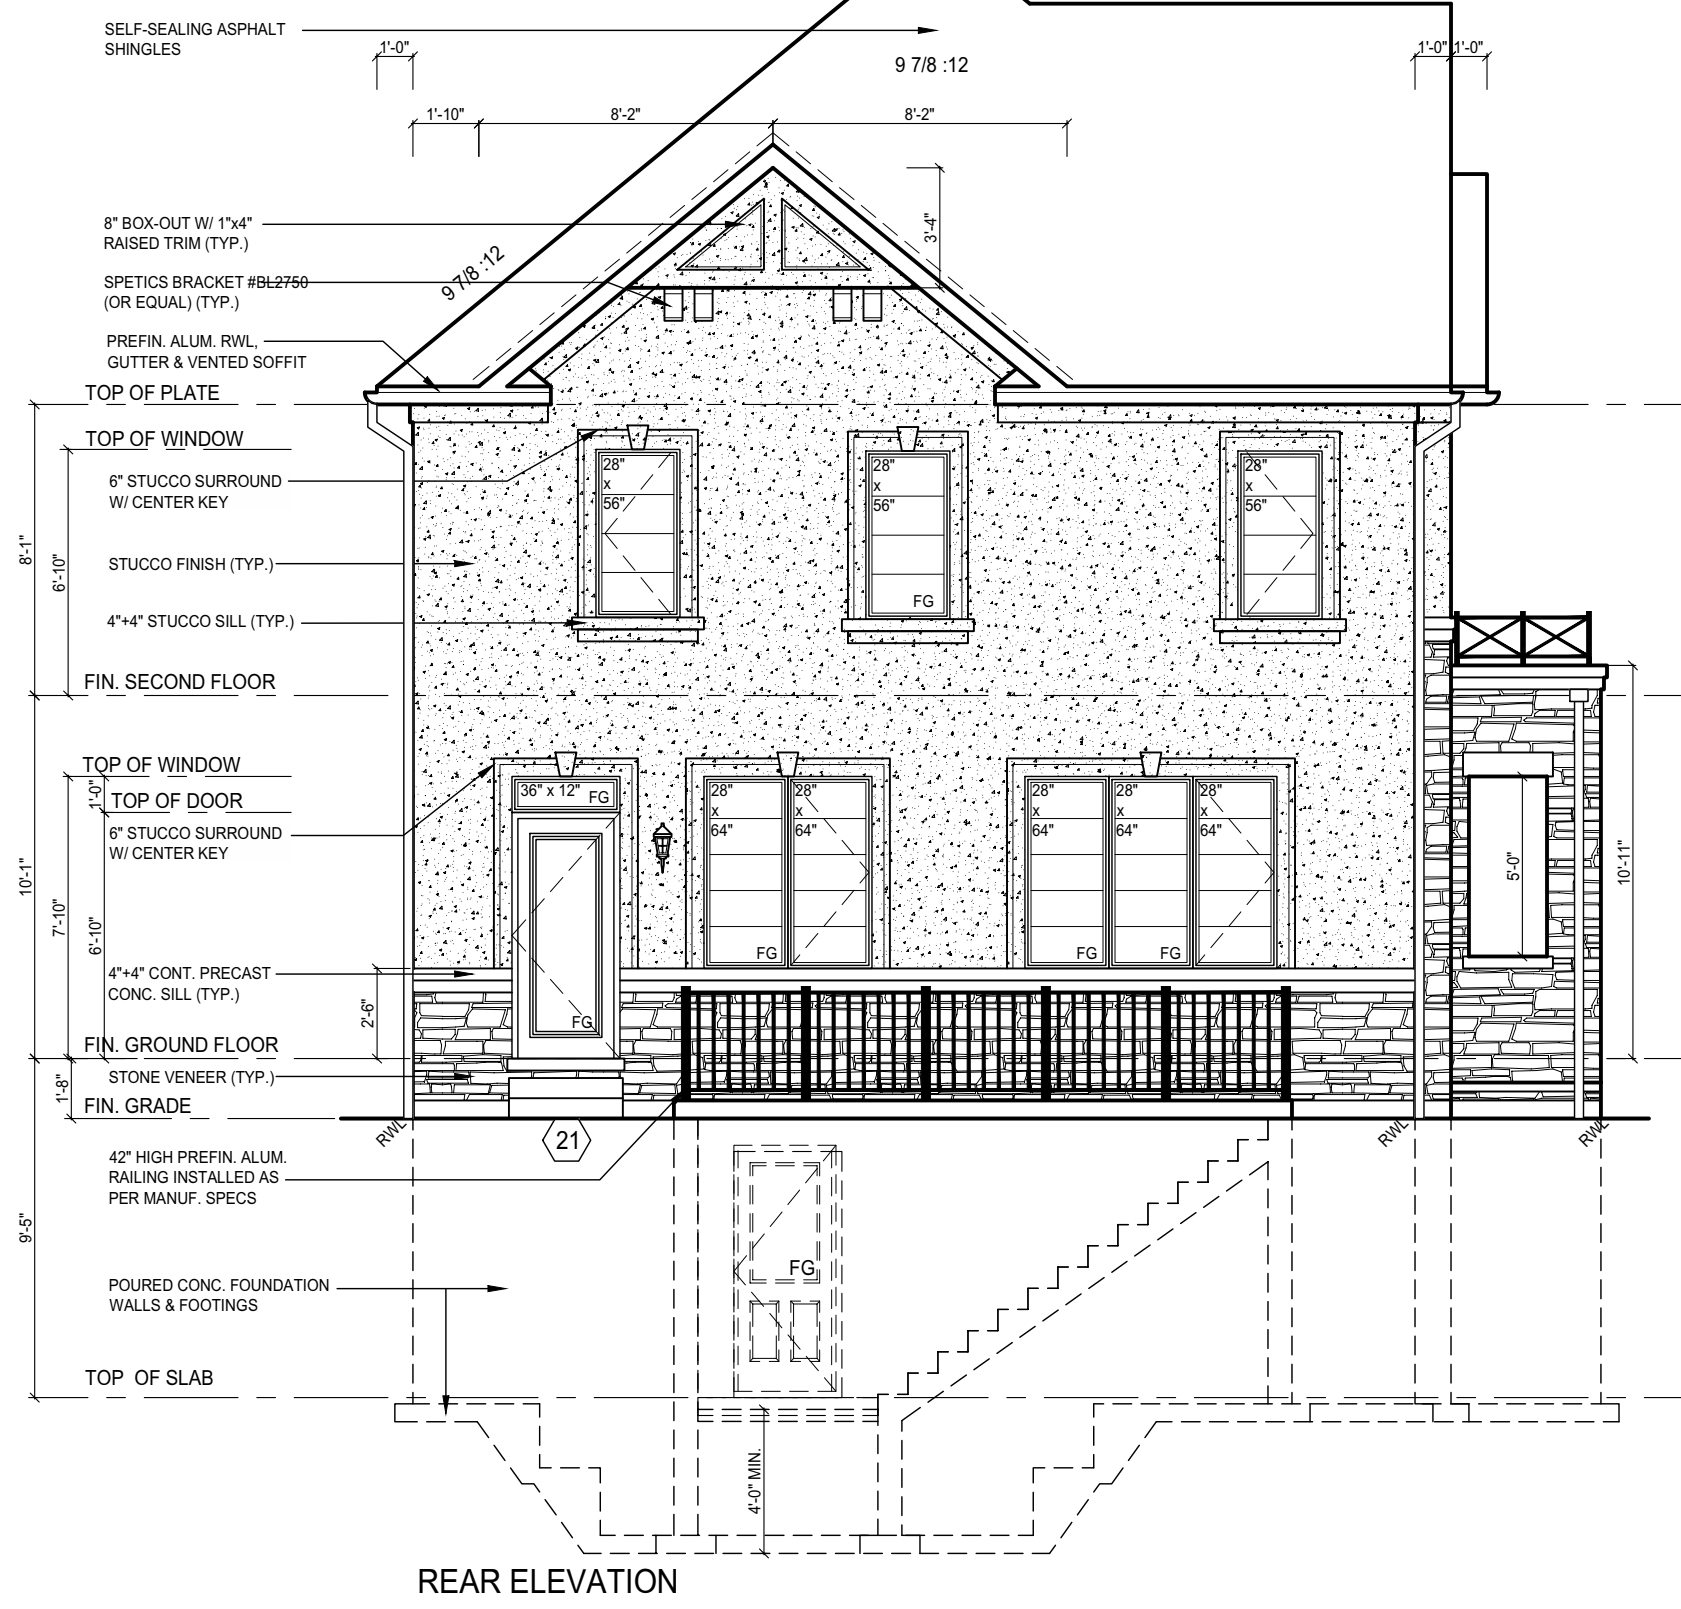 SELF-SEALING ASPHALT
SHINGLES
1'-0"
9 7/8 :12
1'-0"
1'-0"
1'-10"
8'-2"
8'-2"
8" BOX-OUT W/ 1"x4"
RAISED TRIM (TYP.)
3'-4"
SPETICS BRACKET #BL2750
(OR EQUAL) (TYP.)
9 7/8 :12
PREFIN. ALUM. RWL,
GUTTER & VENTED SOFFIT
TOP OF PLATE
TOP OF WINDOW
6" STUCCO SURROUND
W/ CENTER KEY
28"
x
56"
28"
x
56"
FG
28"
x
56"
8'-1"
6'-10"
STUCCO FINISH (TYP.)
4"+4" STUCCO SILL (TYP.)
FIN. SECOND FLOOR
TOP OF WINDOW
1'-0"
TOP OF DOOR
6" STUCCO SURROUND
W/ CENTER KEY
36" x 12"
FG
28"
x
64"
FG
28"
x
64"
28"
x
64"
FG
28"
x
64"
FG
28"
x
64"
10'-1"
7'-10"
6'-10"
5'-0"
10'-11"
4"+4" CONT. PRECAST
CONC. SILL (TYP.)
2'-6"
FG
FIN. GROUND FLOOR
STONE VENEER (TYP.)
1'-8"
FIN. GRADE
RWL
21
RWL
RWL
42" HIGH PREFIN. ALUM.
RAILING INSTALLED AS
PER MANUF. SPECS
9'-5"
FG
POURED CONC. FOUNDATION
WALLS & FOOTINGS
TOP OF SLAB
4'-0" MIN.
REAR ELEVATION